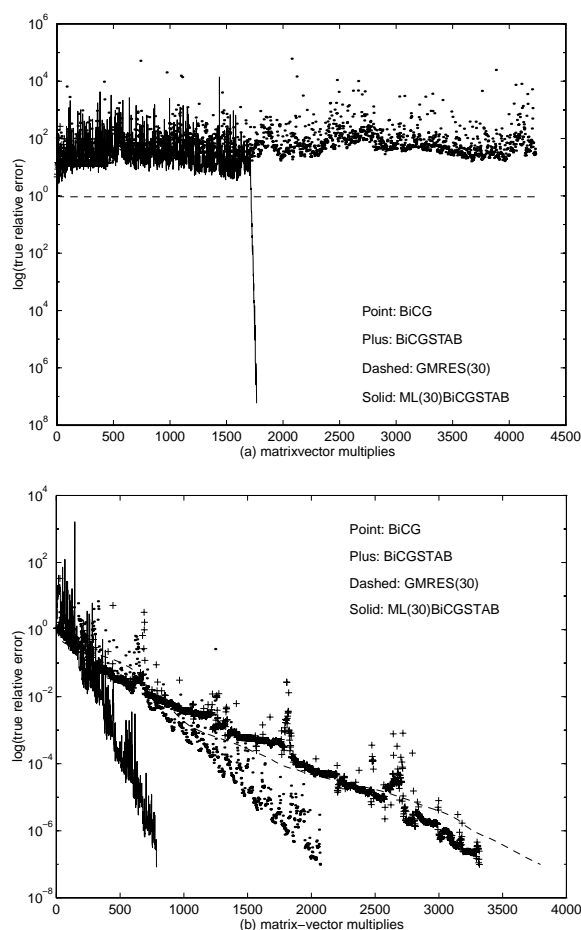 10^6
10^4
10^2
10^0
10^2
10^4
10^6
10^8
log(true relative error)
Point: BiCG
Plus: BiCGSTAB
Dashed: GMRES(30)
Solid: ML(30)BiCGSTAB
0 500 1000 1500 2000 2500 3000 3500 4000 4500
(a) matrixvector multiplies
10^4
10^2
10^0
10^−2
10^−4
10^−6
10^−8
log(true relative error)
Point: BiCG
Plus: BiCGSTAB
Dashed: GMRES(30)
Solid: ML(30)BiCGSTAB
0 500 1000 1500 2000 2500 3000 3500 4000
(b) matrix−vector multiplies